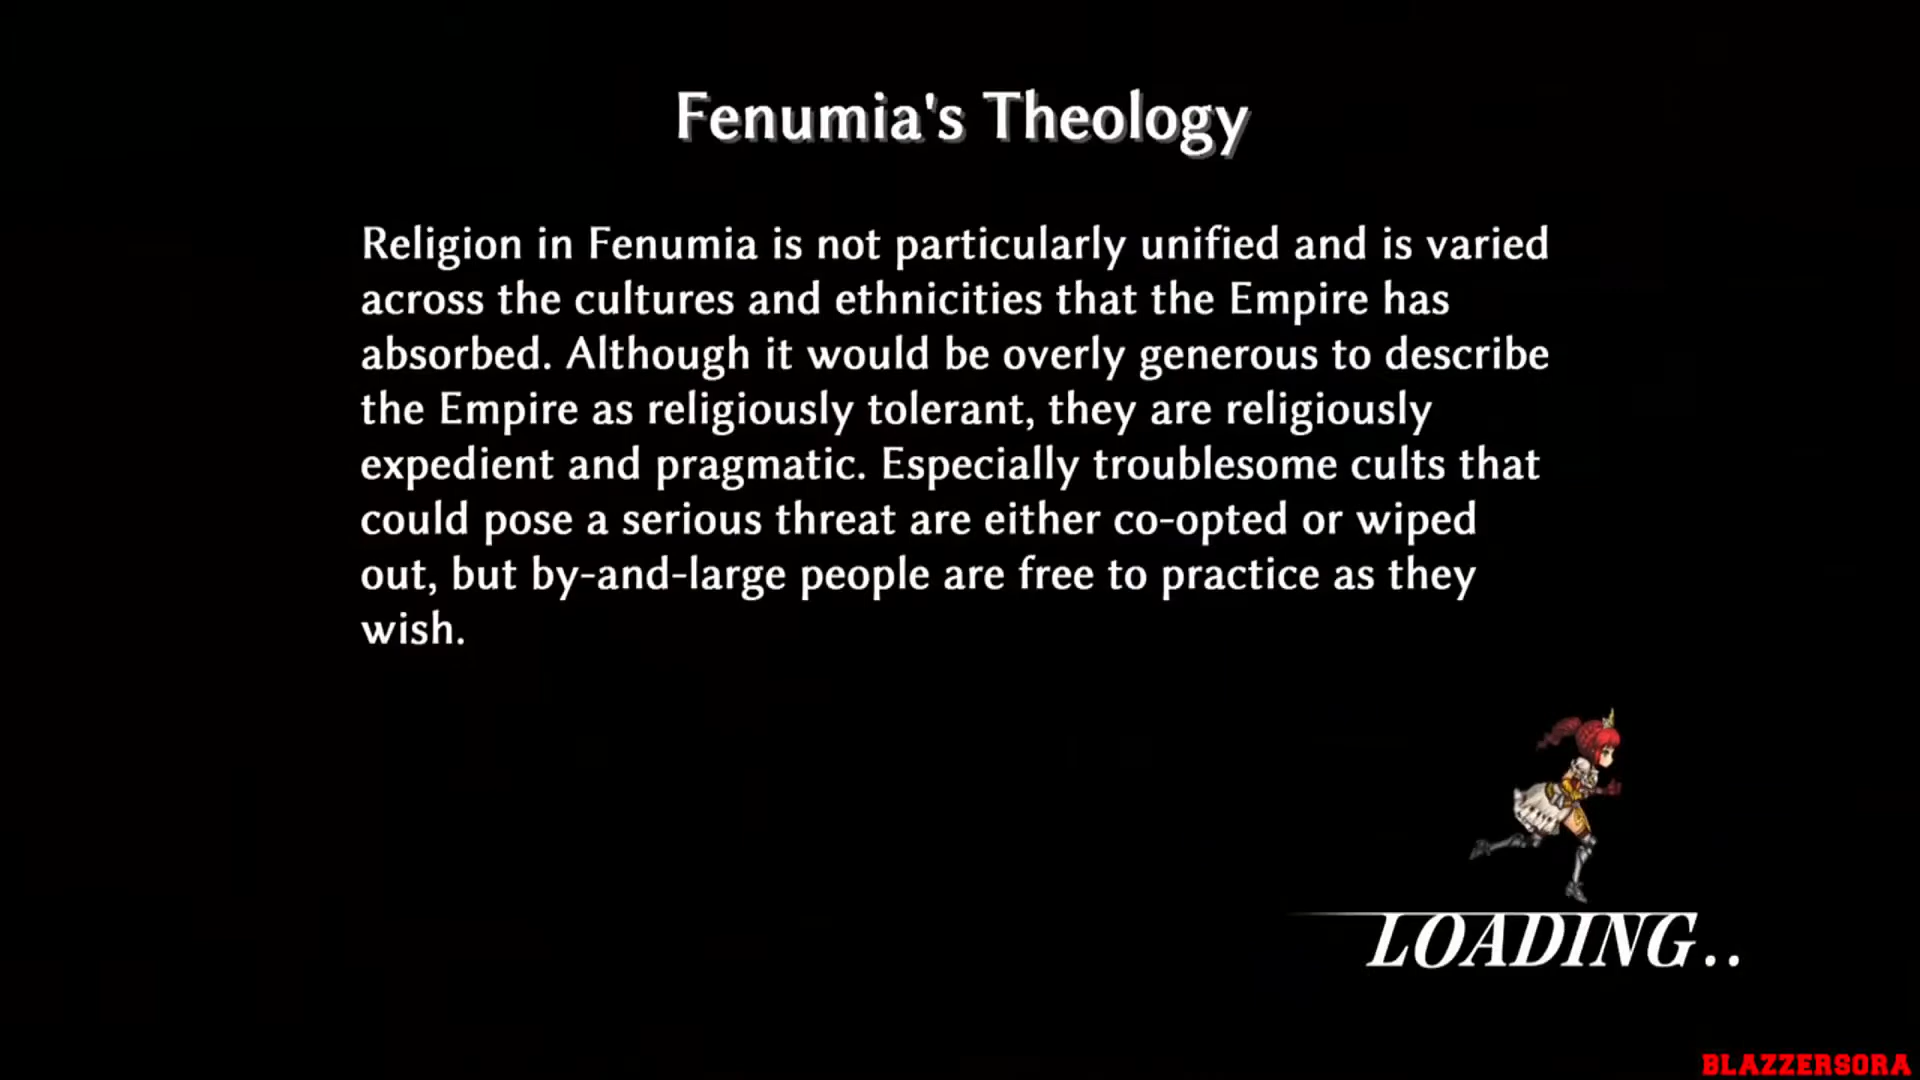 Fenumia's Theology
Religion in Fenumia is not particularly unified and is varied
across the cultures and ethnicities that the Empire has
absorbed. Although it would be overly generous to describe
the Empire as religiously tolerant, they are religiously
expedient and pragmatic. Especially troublesome cults that
could pose a serious threat are either co-opted or wiped
out, but by-and-large people are free to practice as they
wish.
LOADING..
BLAZZERSORA